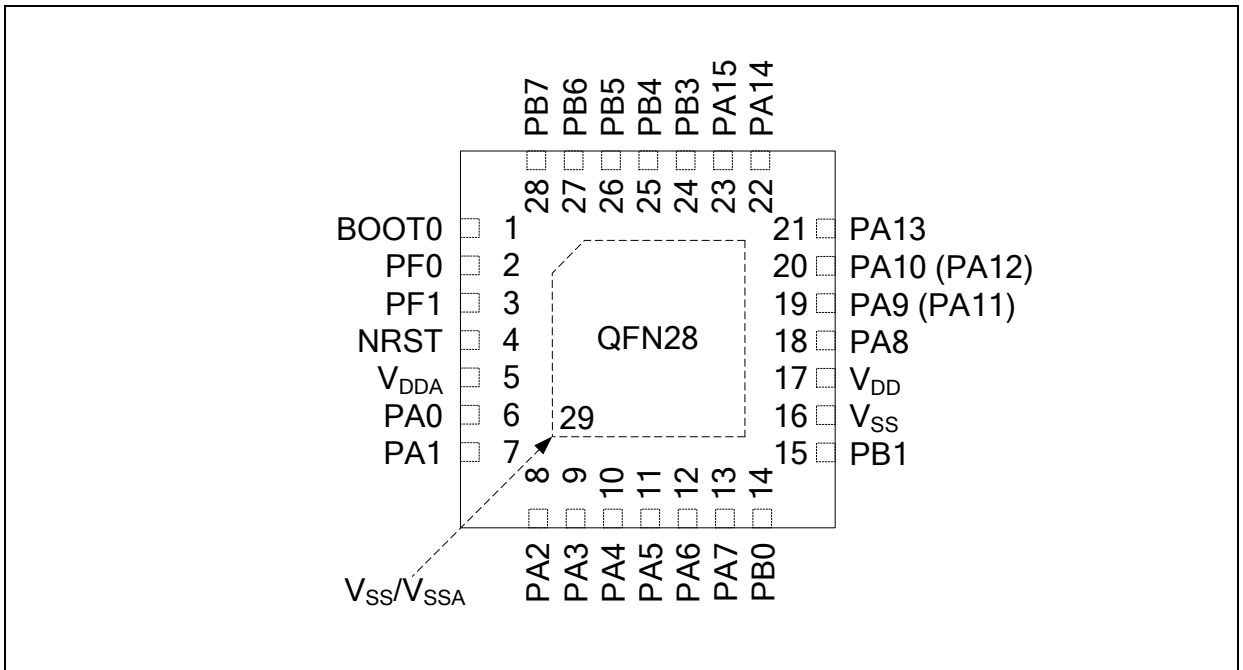 PB7 PB6 PB5 PB4 PB3 PA15 PA14
28 27 26 25 24 23 22
BOOT0 1 21 PA13
PF0 2 20 PA10 (PA12)
PF1 3 19 PA9 (PA11)
NRST 4 QFN28 18 PA8
VDDA 5 17 VDD
PA0 6 29 16 VSS
PA1 7 15 PB1
8 9 10 11 12 13 14
PA2 PA3 PA4 PA5 PA6 PA7 PB0
VSS/VSSA